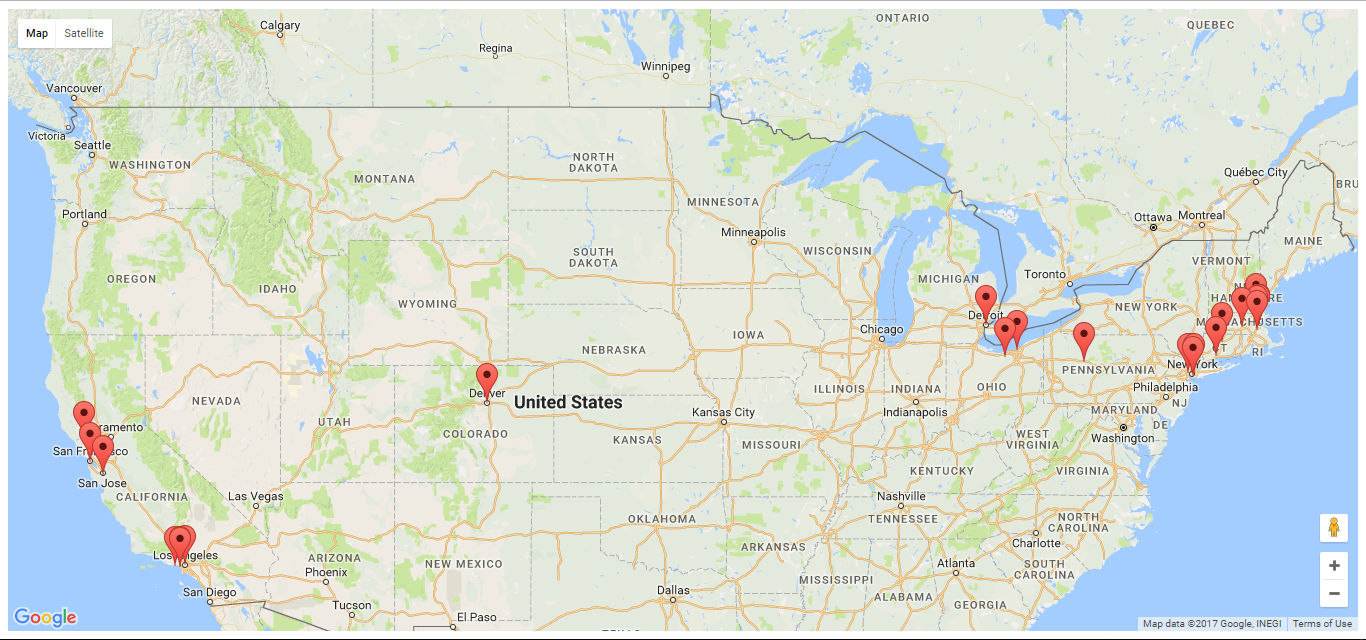 Map Satellite
ONTARIO
QUEBEC
Calgary
Regina
Winnipeg
Vancouver
Victoria
Seattle
WASHINGTON
NORTH
DAKOTA
MONTANA
Québec City
BRU
MINNESOTA
Portland
Ottawa
Montreal
Minneapolis
MAINE
WISCONSIN
SOUTH
DAKOTA
VERMONT
OREGON
MICHIGAN
Toronto
IDAHO
WYOMING
NEW YORK
Detroit
Chicago
IOWA
NEBRASKA
RI
PENNSYLVANIA
New York
Philadelphia
OHIO
ILLINOIS
INDIANA
Denver
United States
NEVADA
NJ
MARYLAND
Indianapolis
Kansas City
UTAH
DE
COLORADO
KANSAS
MISSOURI
WEST
VIRGINIA
Washington
San Jose
KENTUCKY
VIRGINIA
CALIFORNIA
Las Vegas
Nashville
OKLAHOMA
TENNESSEE
NORTH
CAROLINA
Charlotte
ARKANSAS
Los Angeles
ARIZONA
NEW MEXICO
Phoenix
Atlanta
SOUTH
CAROLINA
MISSISSIPPI
San Diego
Dallas
ALABAMA
GEORGIA
Tucson
El Paso
Google
Map data ©2017 Google, INEGI
Terms of Use